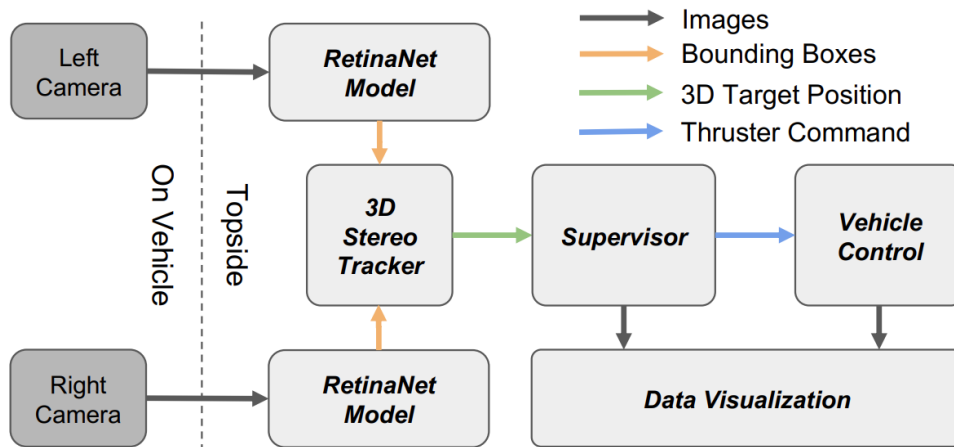 Left
Camera
RetinaNet
Model
Images
Bounding Boxes
3D Target Position
Thruster Command
On Vehicle
Topside
3D
Stereo
Tracker
Supervisor
Vehicle
Control
Right
Camera
RetinaNet
Model
Data Visualization